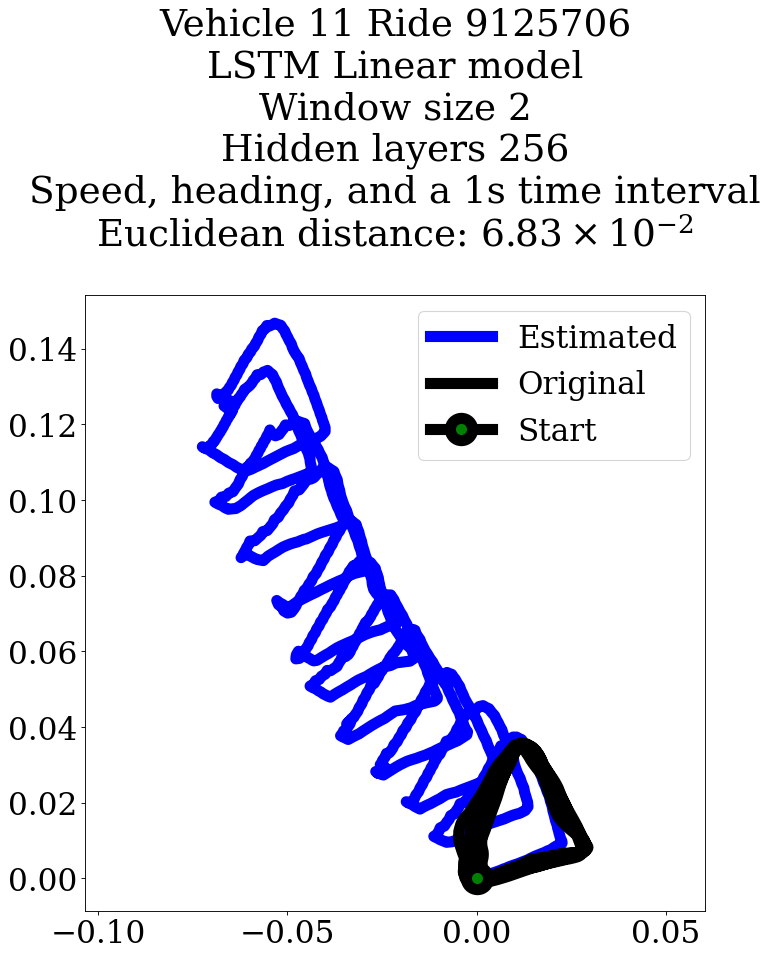 Vehicle 11 Ride 9125706
LSTM Linear model
Window size 2
Hidden layers 256
Speed, heading, and a 1s time interval
Euclidean distance: 6.83 × 10⁻²
Estimated
Original
Start
0.14
0.12
0.10
0.08
0.06
0.04
0.02
0.00
−0.10
−0.05
0.00
0.05